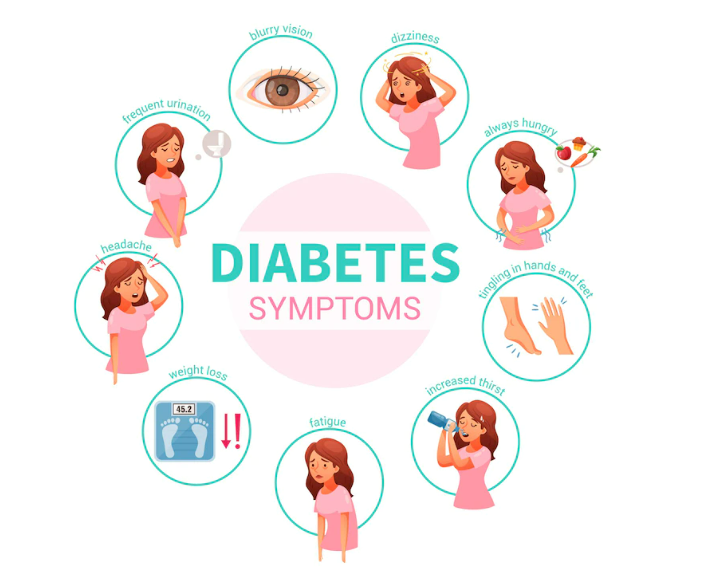 DIABETES
SYMPTOMS
blurry vision
dizziness
always hungry
tingling in hands and feet
increased thirst
fatigue
weight loss
45.2
headache
frequent urination